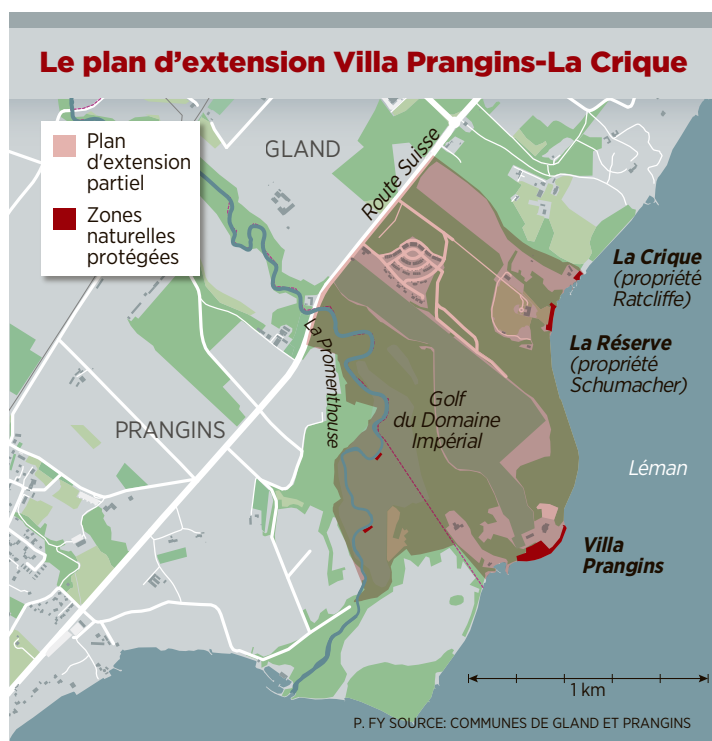 Le plan d'extension Villa Prangins-La Crique
Plan
d'extension
partiel
Zones
naturelles
protégées
GLAND
Route Suisse
La Crique
(propriété
Ratcliffe)
La Réserve
(propriété
Schumacher)
La Promenthouse
Golf
du Domaine
Impérial
PRANGINS
Léman
Villa
Prangins
1 km
P. FY SOURCE: COMMUNES DE GLAND ET PRANGINS